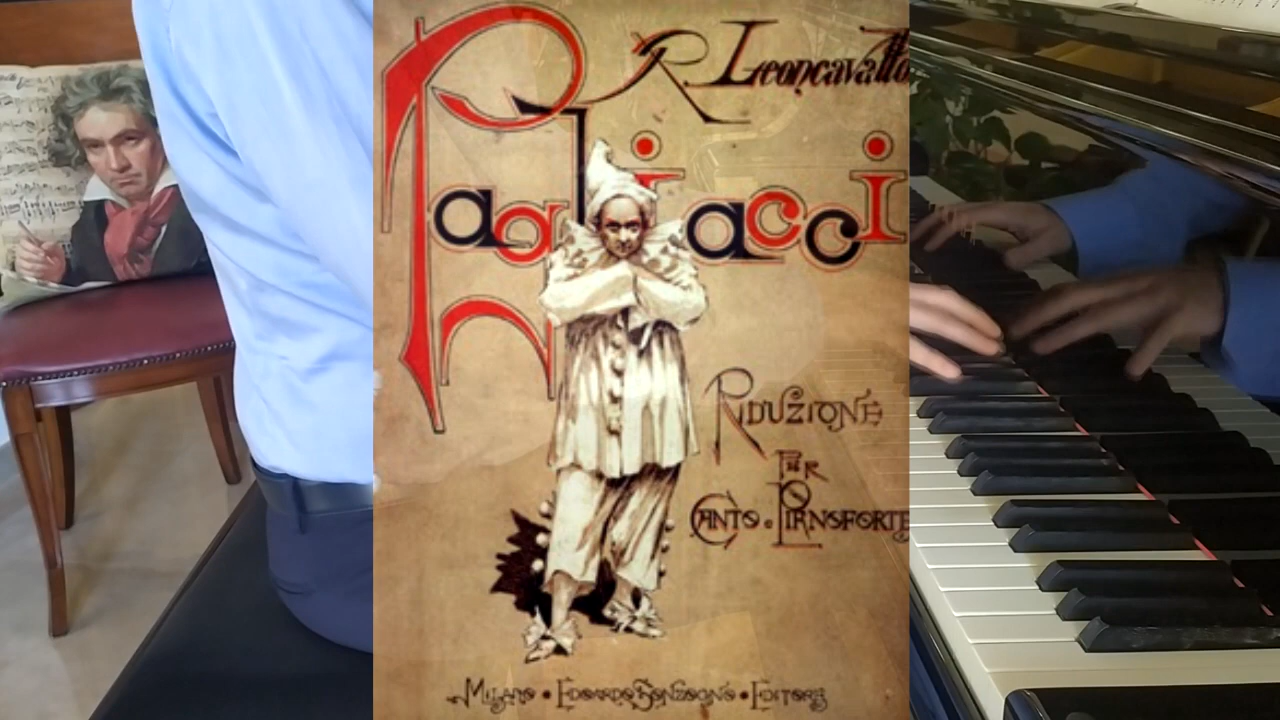 R. Leoncavallo
Pagliacci
RIDUZIONE
PER
CANTO e PIANOFORTE
MILANO • EDOARDO SONZOGNO • EDITORE